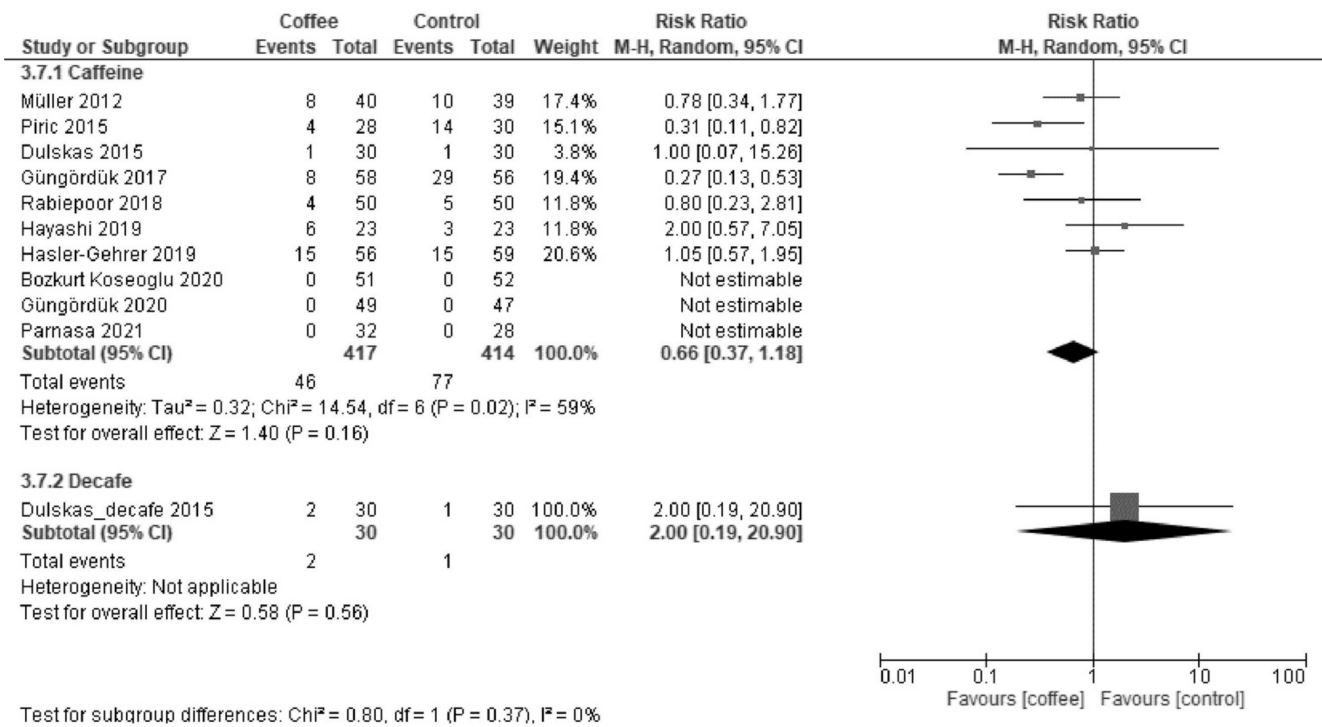 Coffee Control Risk Ratio Risk Ratio
Study or Subgroup Events Total Events Total Weight M-H, Random, 95% CI M-H, Random, 95% CI
3.7.1 Caffeine
Müller 2012 8 40 10 39 17.4% 0.78 [0.34, 1.77]
Piric 2015 4 28 14 30 15.1% 0.31 [0.11, 0.82]
Dulskas 2015 1 30 1 30 3.8% 1.00 [0.07, 15.26]
Güngördük 2017 8 58 29 56 19.4% 0.27 [0.13, 0.53]
Rabiepoor 2018 4 50 5 50 11.8% 0.80 [0.23, 2.81]
Hayashi 2019 6 23 3 23 11.8% 2.00 [0.57, 7.05]
Hasler-Gehrer 2019 15 56 15 59 20.6% 1.05 [0.57, 1.95]
Bozkurt Koseoglu 2020 0 51 0 52 Not estimable
Güngördük 2020 0 49 0 47 Not estimable
Parnasa 2021 0 32 0 28 Not estimable
Subtotal (95% CI) 417 414 100.0% 0.66 [0.37, 1.18]
Total events 46 77
Heterogeneity: Tau² = 0.32; Chi² = 14.54, df = 6 (P = 0.02); I² = 59%
Test for overall effect: Z = 1.40 (P = 0.16)
3.7.2 Decafe
Dulskas_decafe 2015 2 30 1 30 100.0% 2.00 [0.19, 20.90]
Subtotal (95% CI) 30 30 100.0% 2.00 [0.19, 20.90]
Total events 2 1
Heterogeneity: Not applicable
Test for overall effect: Z = 0.58 (P = 0.56)
0.01 0.1 1 10 100
Favours [coffee] Favours [control]
Test for subgroup differences: Chi² = 0.80, df = 1 (P = 0.37), I² = 0%